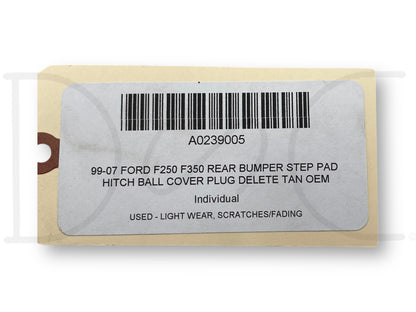 A0239005
99-07 FORD F250 F350 REAR BUMPER STEP PAD
HITCH BALL COVER PLUG DELETE TAN OEM
Individual
USED - LIGHT WEAR, SCRATCHES/FADING